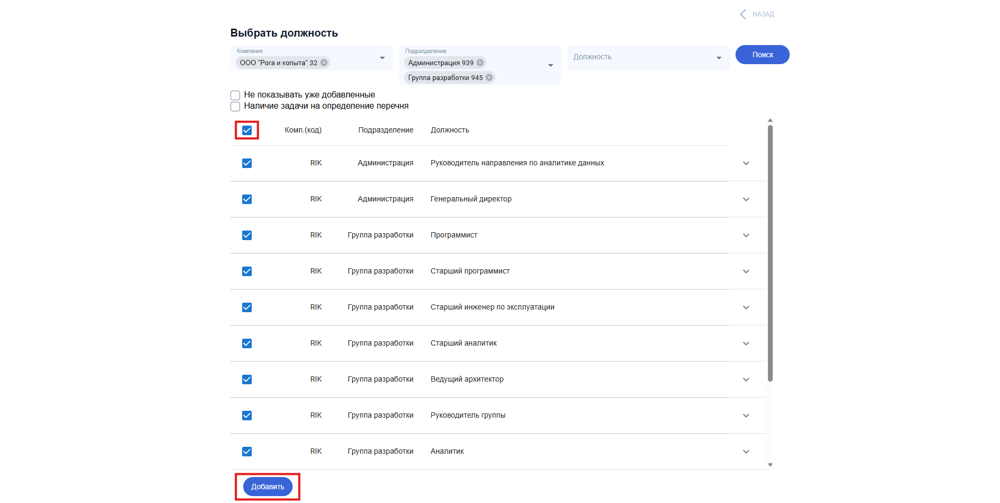 НАЗАД
Выбрать должность
Компания
ООО "Рога и копыта" 32
Подразделение
Администрация 939
Группа разработки 945
Должность
Поиск
Не показывать уже добавленные
Наличие задачи на определение перечня
Комп.(код) Подразделение Должность
RIK Администрация Руководитель направления по аналитике данных
RIK Администрация Генеральный директор
RIK Группа разработки Программист
RIK Группа разработки Старший программист
RIK Группа разработки Старший инженер по эксплуатации
RIK Группа разработки Старший аналитик
RIK Группа разработки Ведущий архитектор
RIK Группа разработки Руководитель группы
RIK Группа разработки Аналитик
Добавить